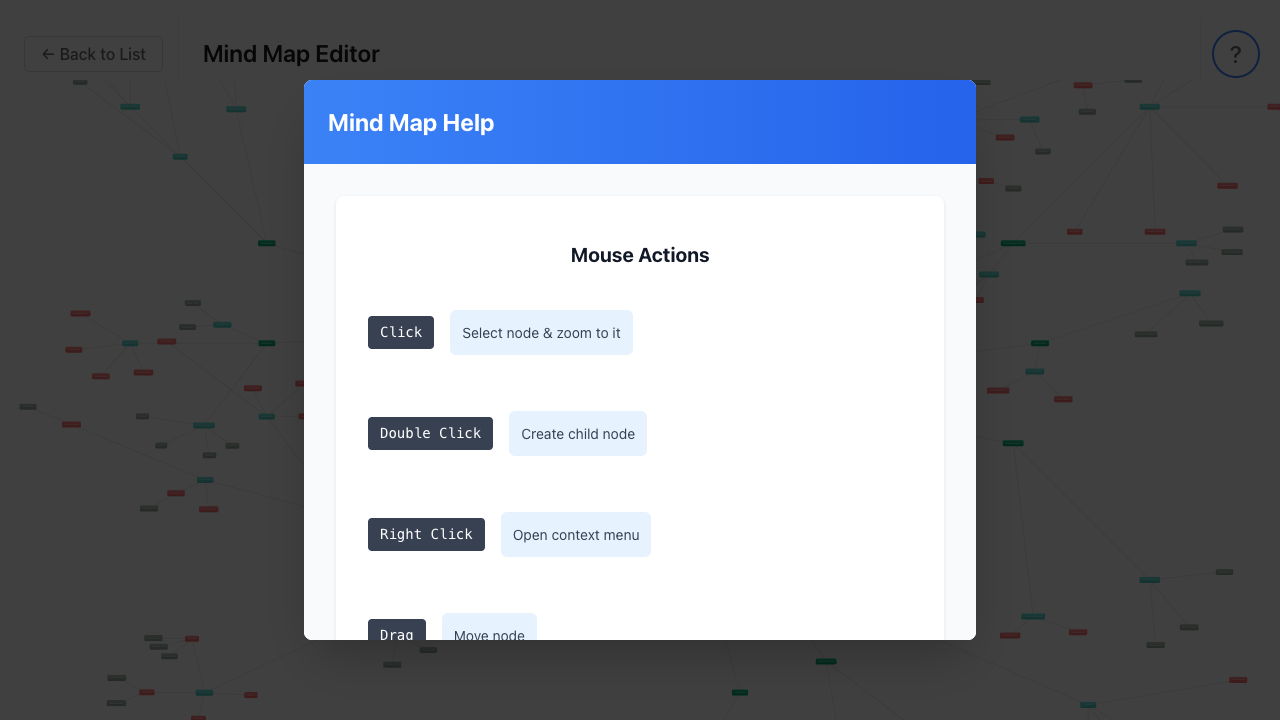 ← Back to List
Mind Map Editor
?
Mind Map Help
Mouse Actions
Click Select node & zoom to it
Double Click Create child node
Right Click Open context menu
Drag Move node